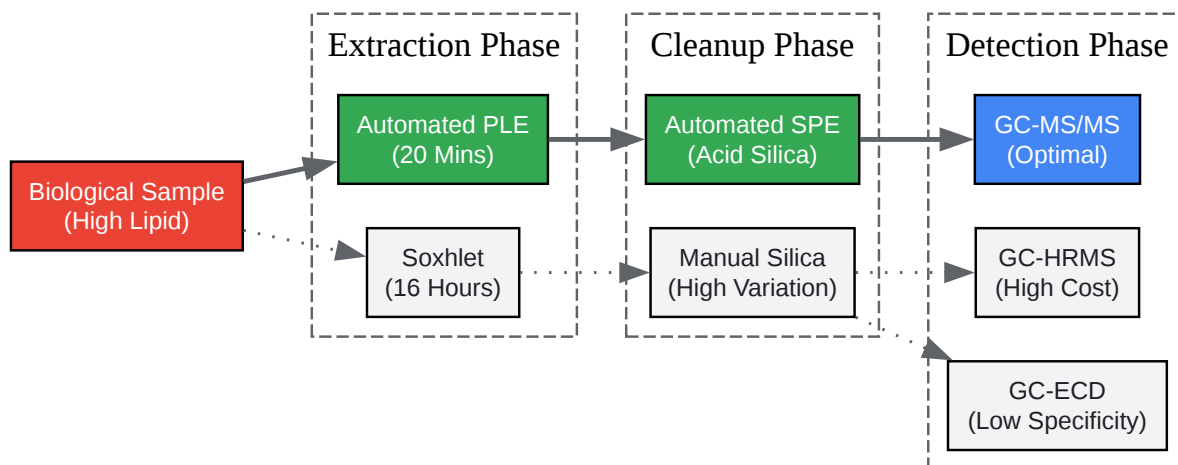 Extraction Phase
Cleanup Phase
Detection Phase
Automated PLE
(20 Mins)
Automated SPE
(Acid Silica)
GC-MS/MS
(Optimal)
Biological Sample
(High Lipid)
Soxhlet
(16 Hours)
Manual Silica
(High Variation)
GC-HRMS
(High Cost)
GC-ECD
(Low Specificity)